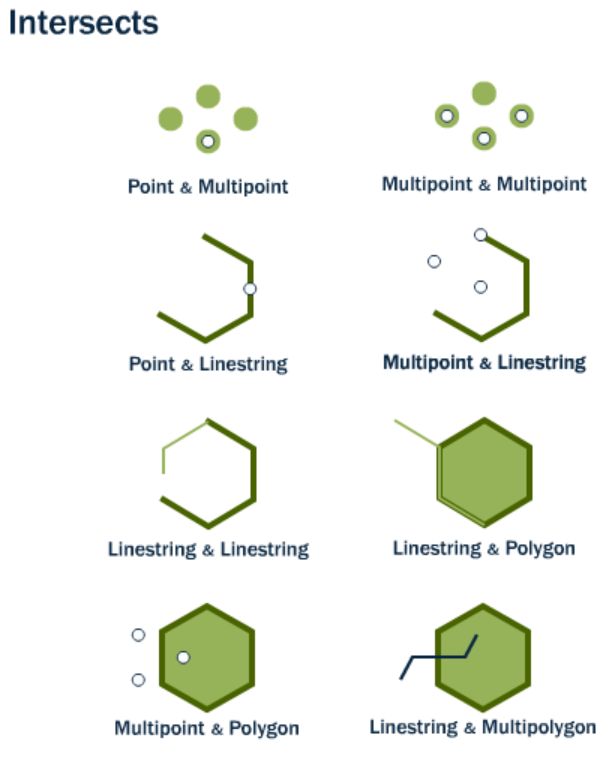 Intersects
Point & Multipoint
Multipoint & Multipoint
Point & Linestring
Multipoint & Linestring
Linestring & Linestring
Linestring & Polygon
Multipoint & Polygon
Linestring & Multipolygon